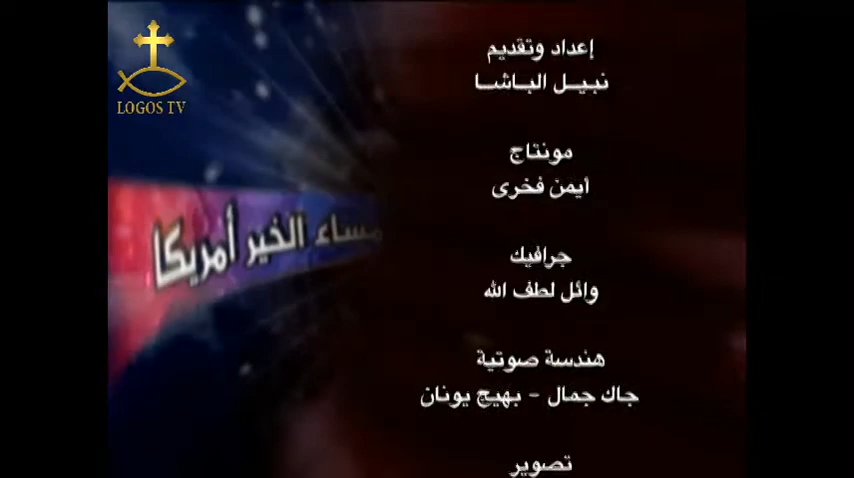 LOGOS TV
مساء الخير أمريكا
إعداد وتقديم
نبيل الباشا
مونتاج
أيمن فخرى
جرافيك
وائل لطف الله
هندسة صوتية
جاك جمال - بهيج يونان
تصوير